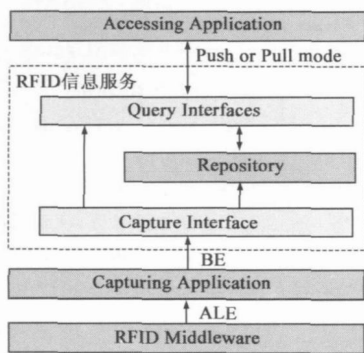 Accessing Application
Push or Pull mode
RFID信息服务
Query Interfaces
Repository
Capture Interface
BE
Capturing Application
ALE
RFID Middleware